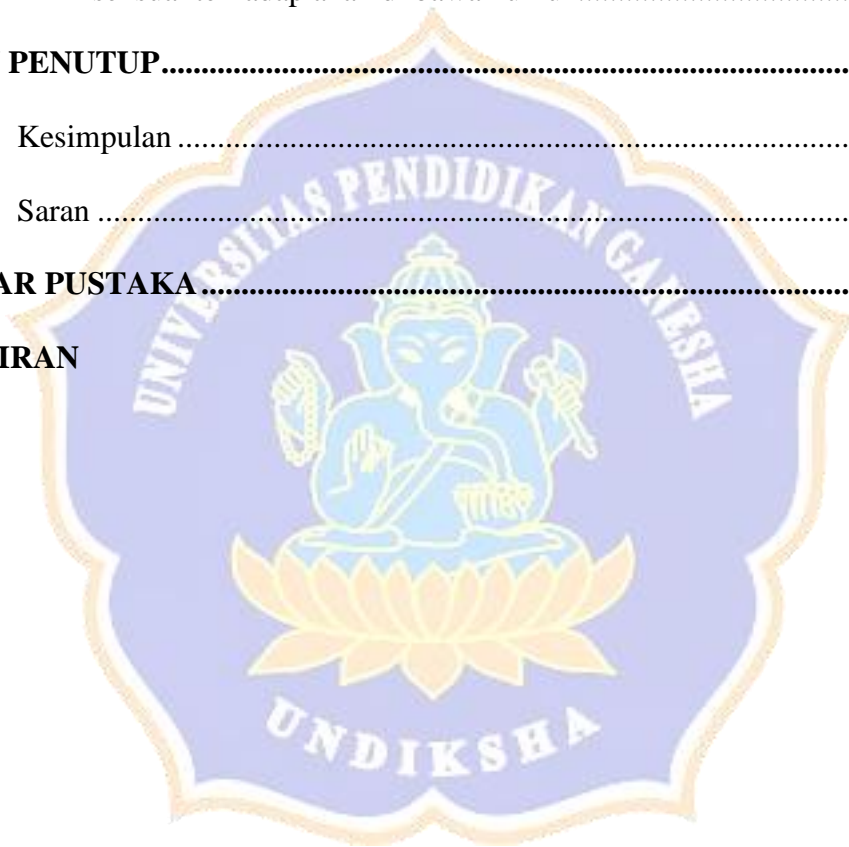 PENUTUP..........................................................................................
Kesimpulan ..........................................................................................
Saran ..........................................................................................
AR PUSTAKA..........................................................................................
IRAN
UNIVERSITAS PENDIDIKAN GANESHA
UNDIKSHA